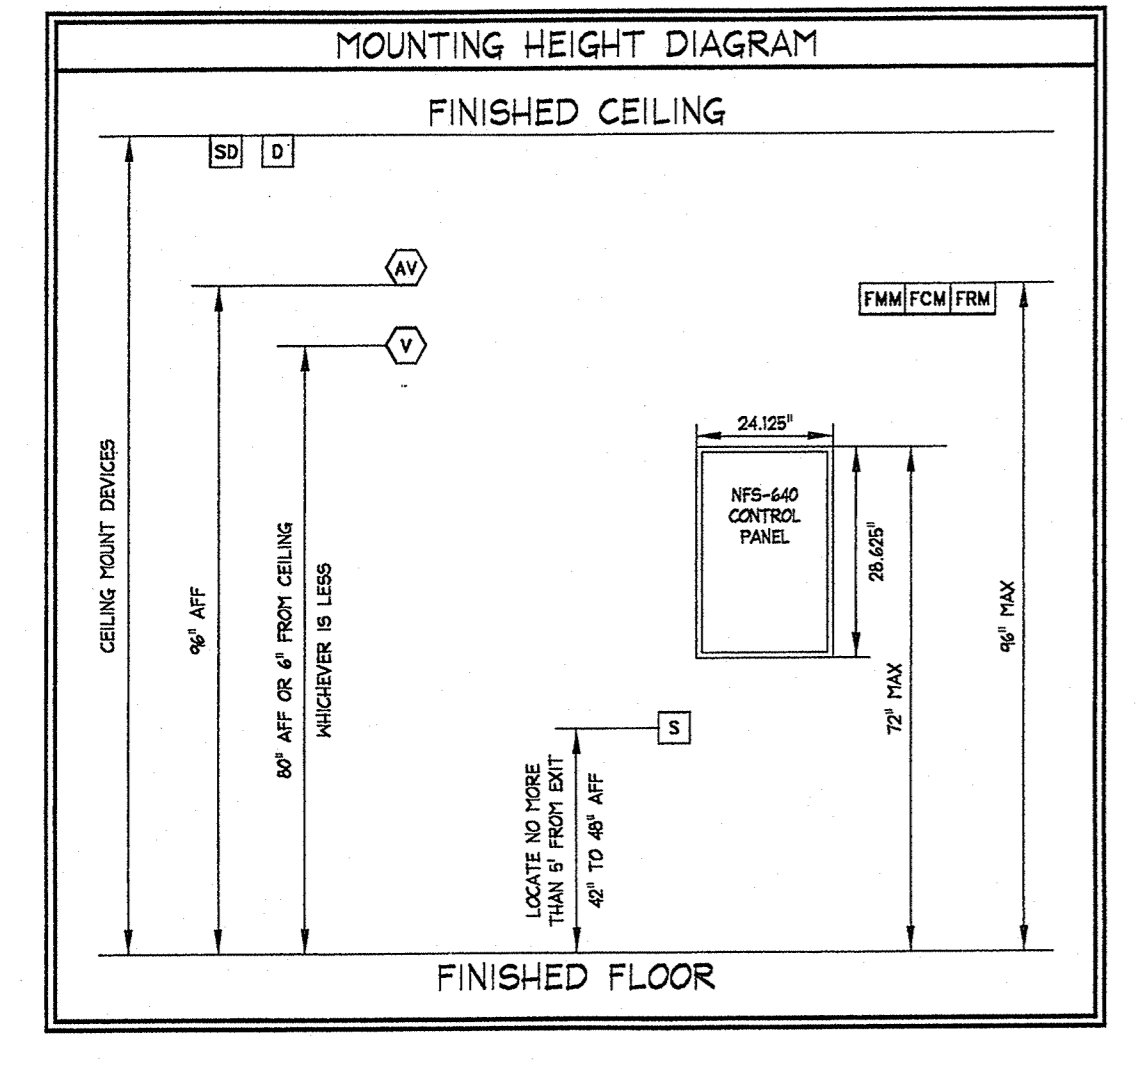 MOUNTING HEIGHT DIAGRAM
FINISHED CEILING
SD
D
AV
V
FMM
FCM
FRM
24.125"
NFS-640
CONTROL
PANEL
28.625"
CEILING MOUNT DEVICES
96" AFF
80" AFF OR 6" FROM CEILING
WHICHEVER IS LESS
S
LOCATE NO MORE
THAN 5' FROM EXIT
42" TO 48" AFF
72" MAX
96" MAX
FINISHED FLOOR